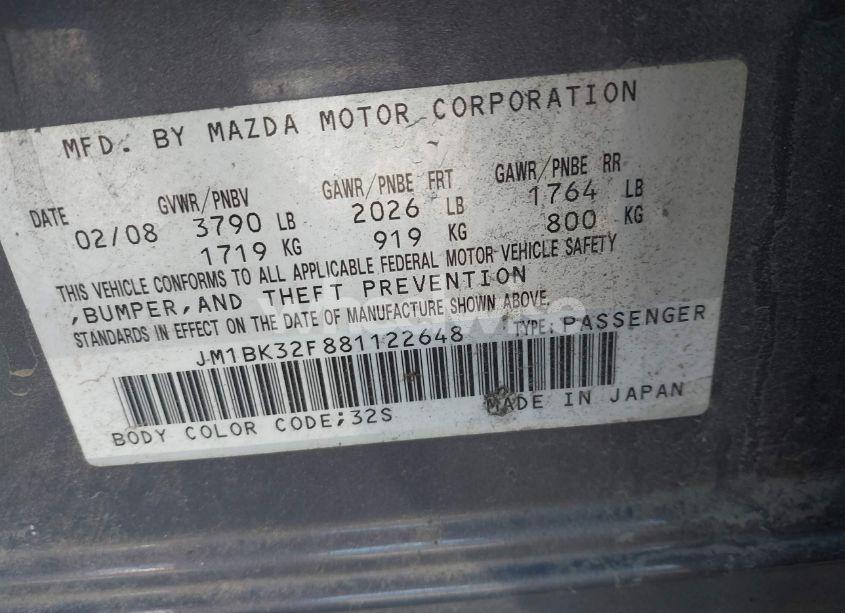 MFD. BY MAZDA MOTOR CORPORATION
DATE GVWR/PNBV GAWR/PNBE FRT GAWR/PNBE RR
02/08 3790 LB 2026 LB 1764 LB
1719 KG 919 KG 800 KG
THIS VEHICLE CONFORMS TO ALL APPLICABLE FEDERAL MOTOR VEHICLE SAFETY
,BUMPER,AND THEFT PREVENTION
STANDARDS IN EFFECT ON THE DATE OF MANUFACTURE SHOWN ABOVE.
JM1BK32F881122648 TYPE: PASSENGER
BODY COLOR CODE;32S MADE IN JAPAN